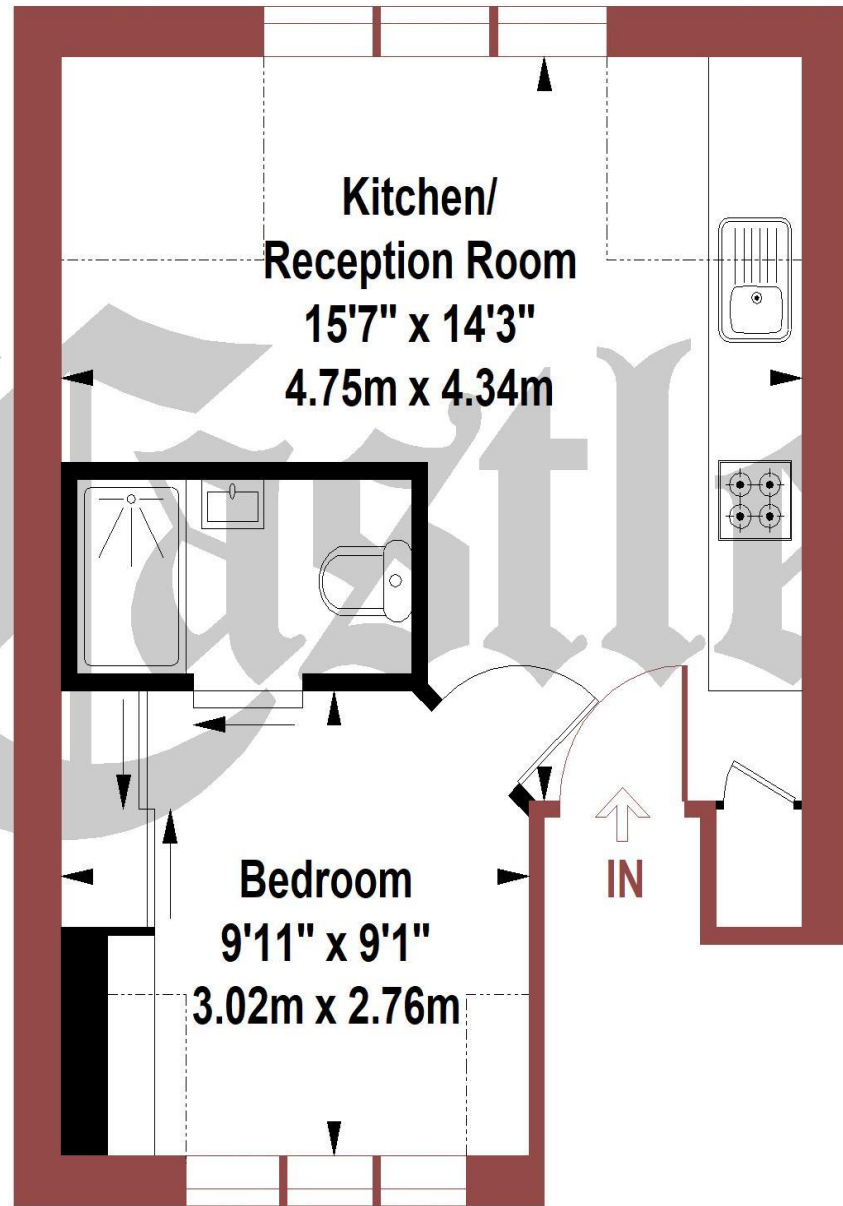 Kitchen/
Reception Room
15'7" x 14'3"
4.75m x 4.34m
Bedroom
9'11" x 9'1"
3.02m x 2.76m
IN